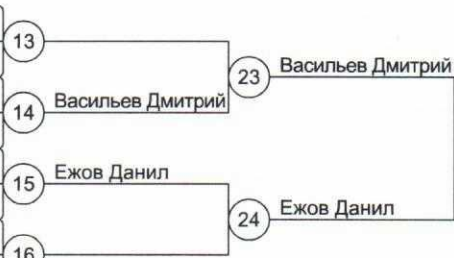 13
23 Васильев Дмитрий
14 Васильев Дмитрий
15 Ежов Данил
24 Ежов Данил
16